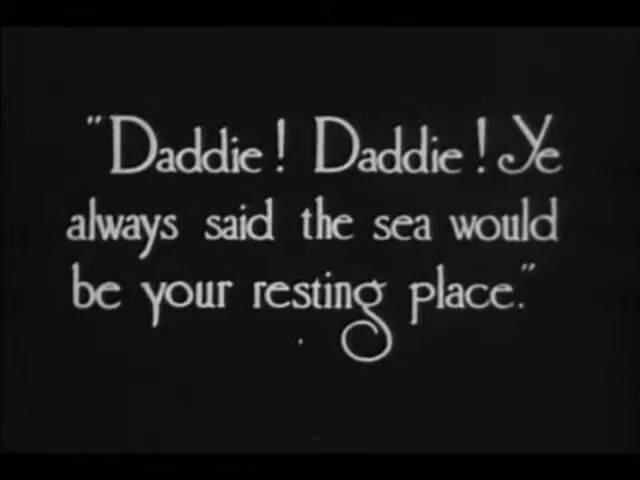 "Daddie! Daddie! Ye
always said the sea would
be your resting place."